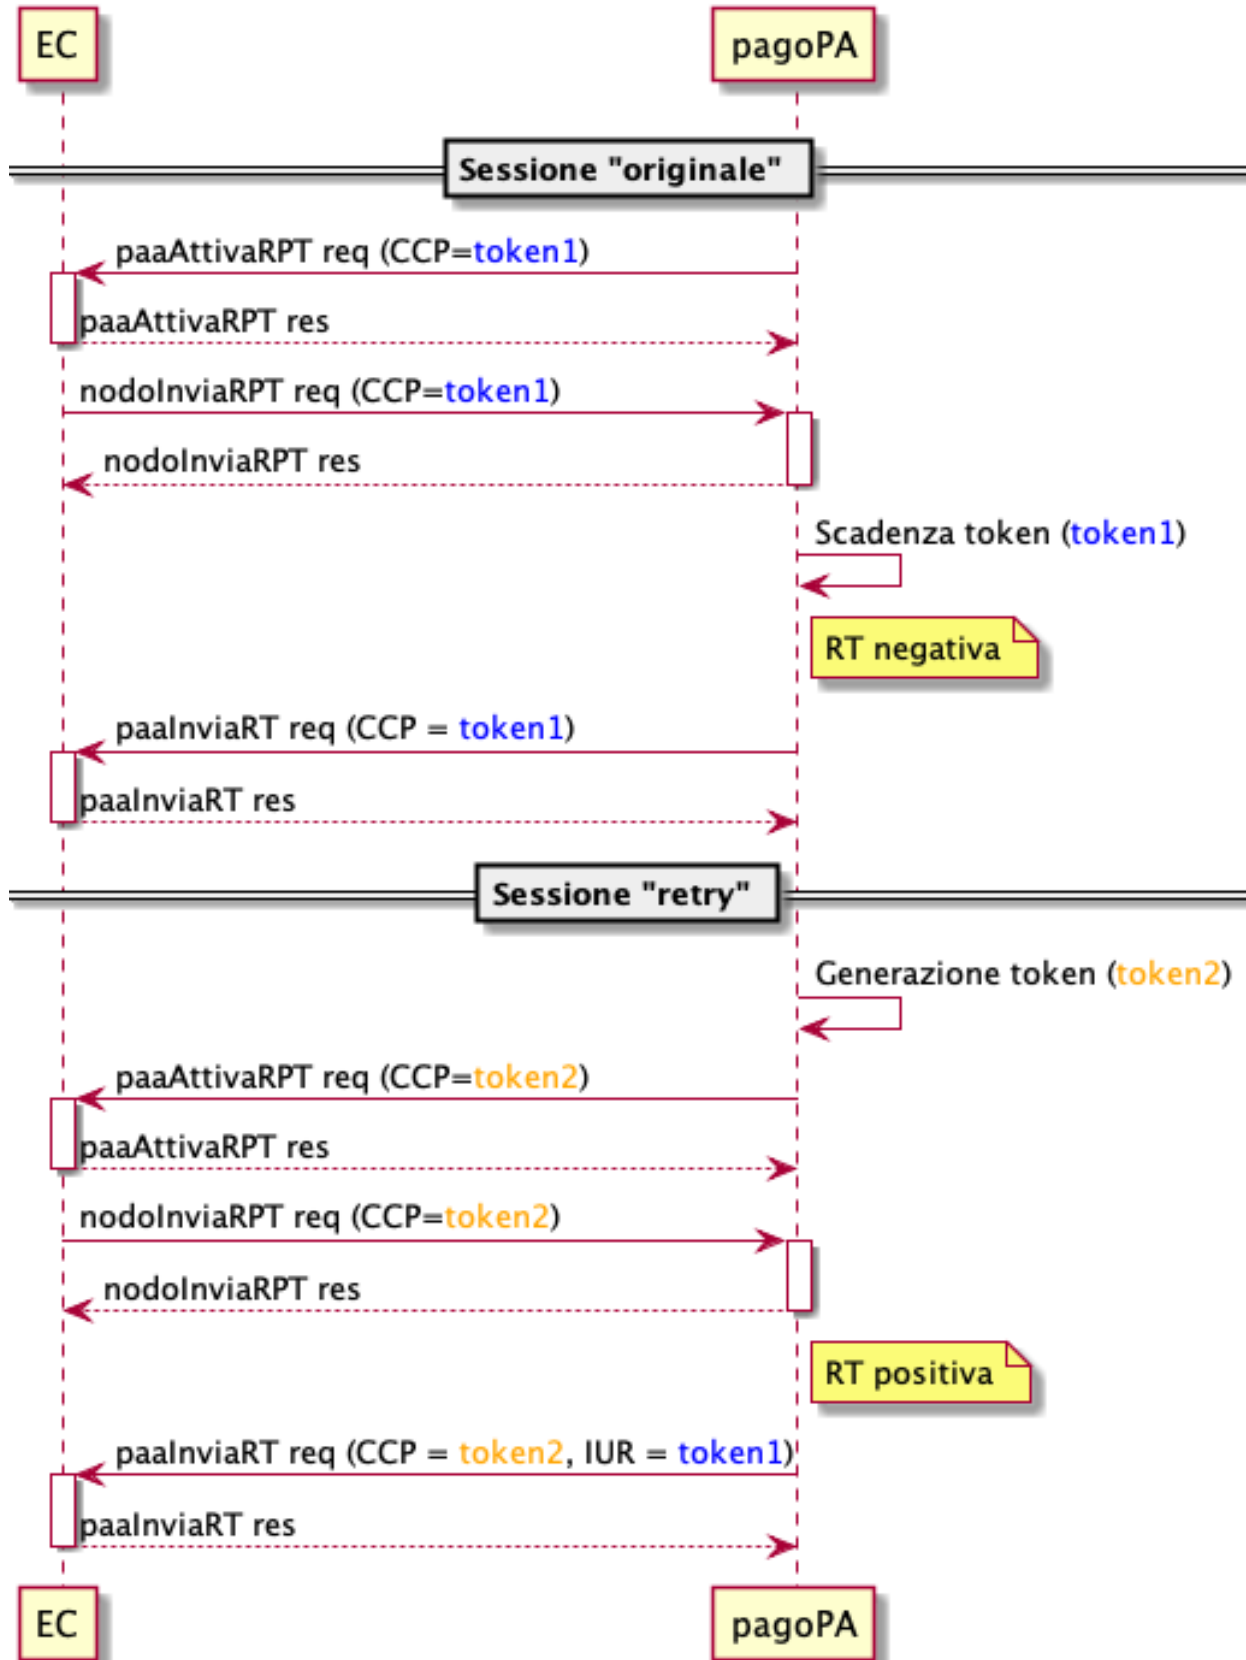 EC
pagoPA
Sessione "originale"
paaAttivaRPT req (CCP=token1)
paaAttivaRPT res
nodoInviaRPT req (CCP=token1)
nodoInviaRPT res
Scadenza token (token1)
RT negativa
paaInviaRT req (CCP = token1)
paaInviaRT res
Sessione "retry"
Generazione token (token2)
paaAttivaRPT req (CCP=token2)
paaAttivaRPT res
nodoInviaRPT req (CCP=token2)
nodoInviaRPT res
RT positiva
paaInviaRT req (CCP = token2, IUR = token1)
paaInviaRT res
EC
pagoPA